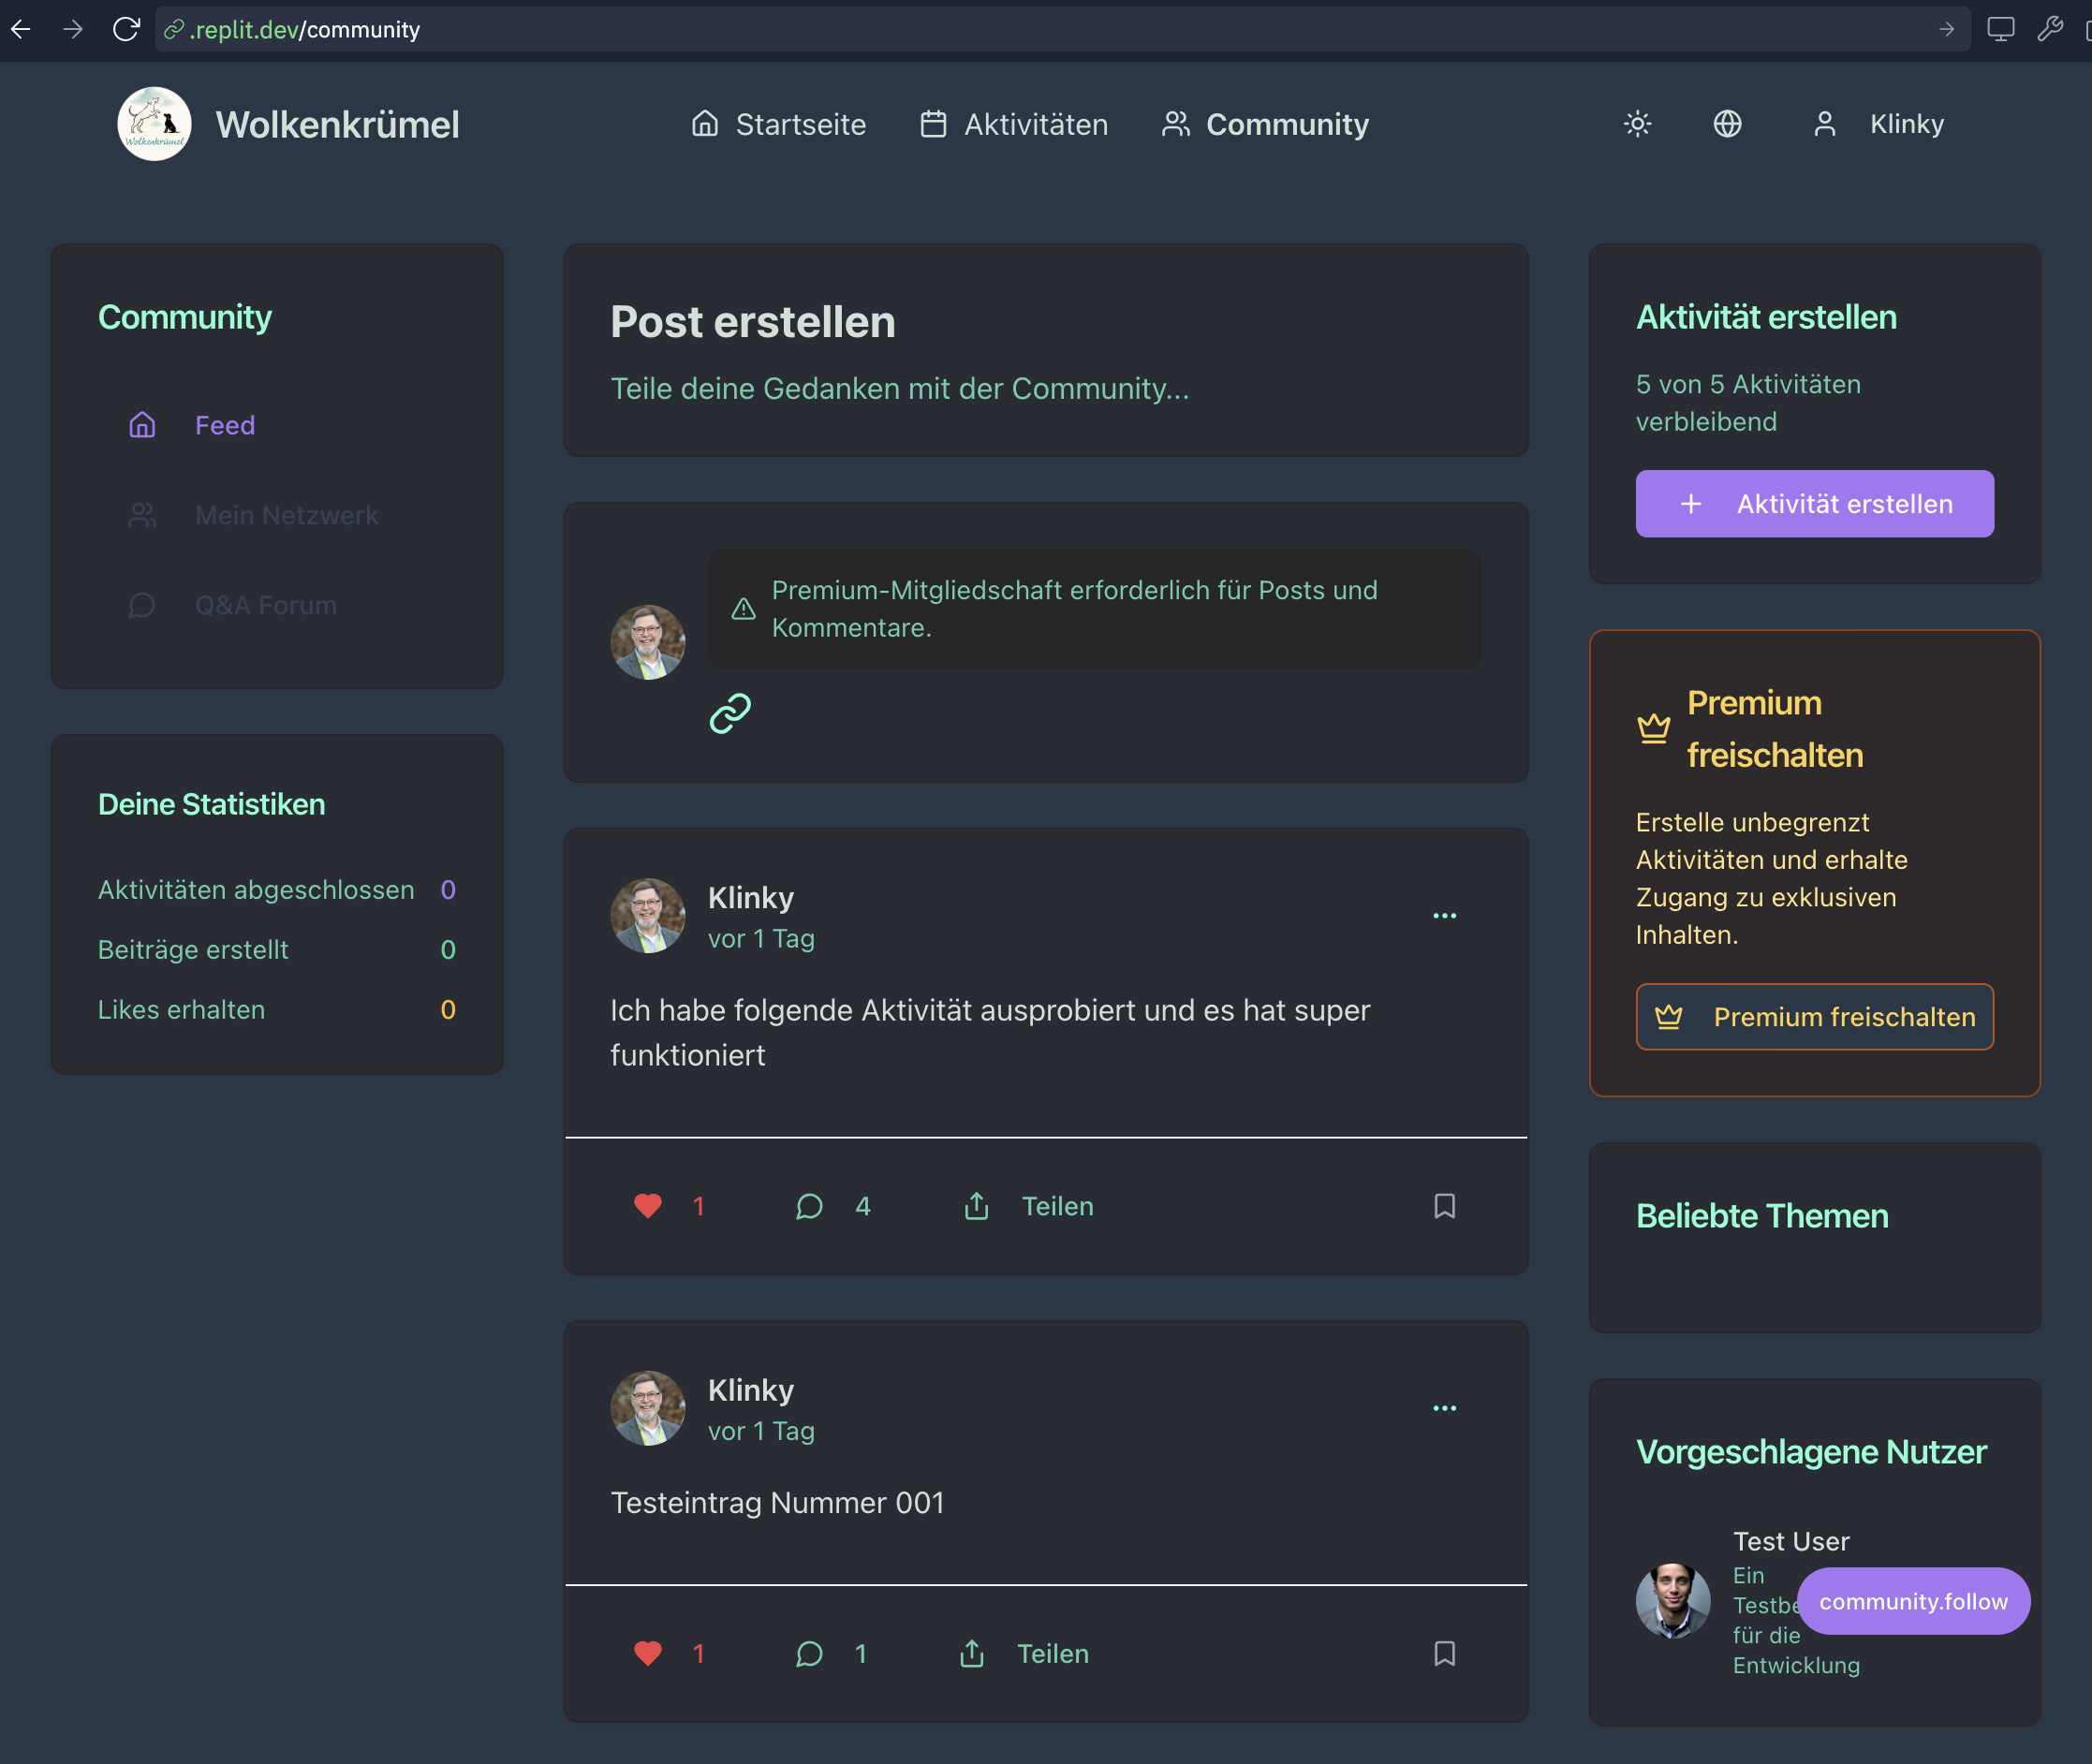 .replit.dev/community
Wolkenkrümel
Wolkenkrümel
Startseite
Aktivitäten
Community
Klinky
Community
Feed
Mein Netzwerk
Q&A Forum
Deine Statistiken
Aktivitäten abgeschlossen 0
Beiträge erstellt 0
Likes erhalten 0
Post erstellen
Teile deine Gedanken mit der Community...
Premium-Mitgliedschaft erforderlich für Posts und
Kommentare.
Klinky
vor 1 Tag
Ich habe folgende Aktivität ausprobiert und es hat super
funktioniert
1
4
Teilen
Klinky
vor 1 Tag
Testeintrag Nummer 001
1
1
Teilen
Aktivität erstellen
5 von 5 Aktivitäten
verbleibend
+ Aktivität erstellen
Premium
freischalten
Erstelle unbegrenzt
Aktivitäten und erhalte
Zugang zu exklusiven
Inhalten.
Premium freischalten
Beliebte Themen
Vorgeschlagene Nutzer
Test User
Ein
für die
Entwicklung
community.follow